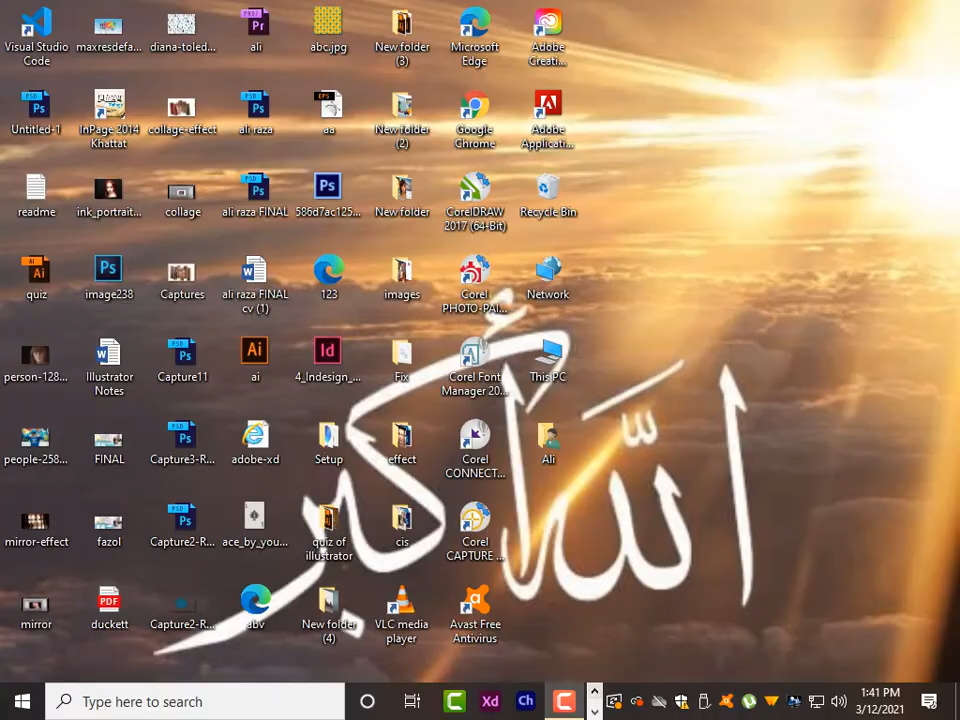 Visual Studio
Code
maxresdefa...
diana-toled...
ali
abc.jpg
New folder
(3)
Microsoft
Edge
Adobe
Creati...
Untitled-1
InPage 2014
Khattat
collage-effect
ali raza
aa
New folder
(2)
Google
Chrome
Adobe
Applicati...
readme
ink_portrait...
collage
ali raza FINAL
586d7ac125...
New folder
CorelDRAW
2017 (64-Bit)
Recycle Bin
quiz
image238
Captures
ali raza FINAL
cv (1)
123
images
Corel
PHOTO-PAI...
Network
person-128...
Illustrator
Notes
Capture11
ai
4_Indesign_...
Fix
Corel Font
Manager 20...
This PC
people-258...
FINAL
Capture3-R...
adobe-xd
Setup
effect
Corel
CONNECT...
Ali
mirror-effect
fazol
Capture2-R...
ace_by_you...
quiz of
illustrator
cis
Corel
CAPTURE ...
mirror
duckett
Capture2-R...
abv
New folder
(4)
VLC media
player
Avast Free
Antivirus
الله أكبر
Type here to search
1:41 PM
3/12/2021